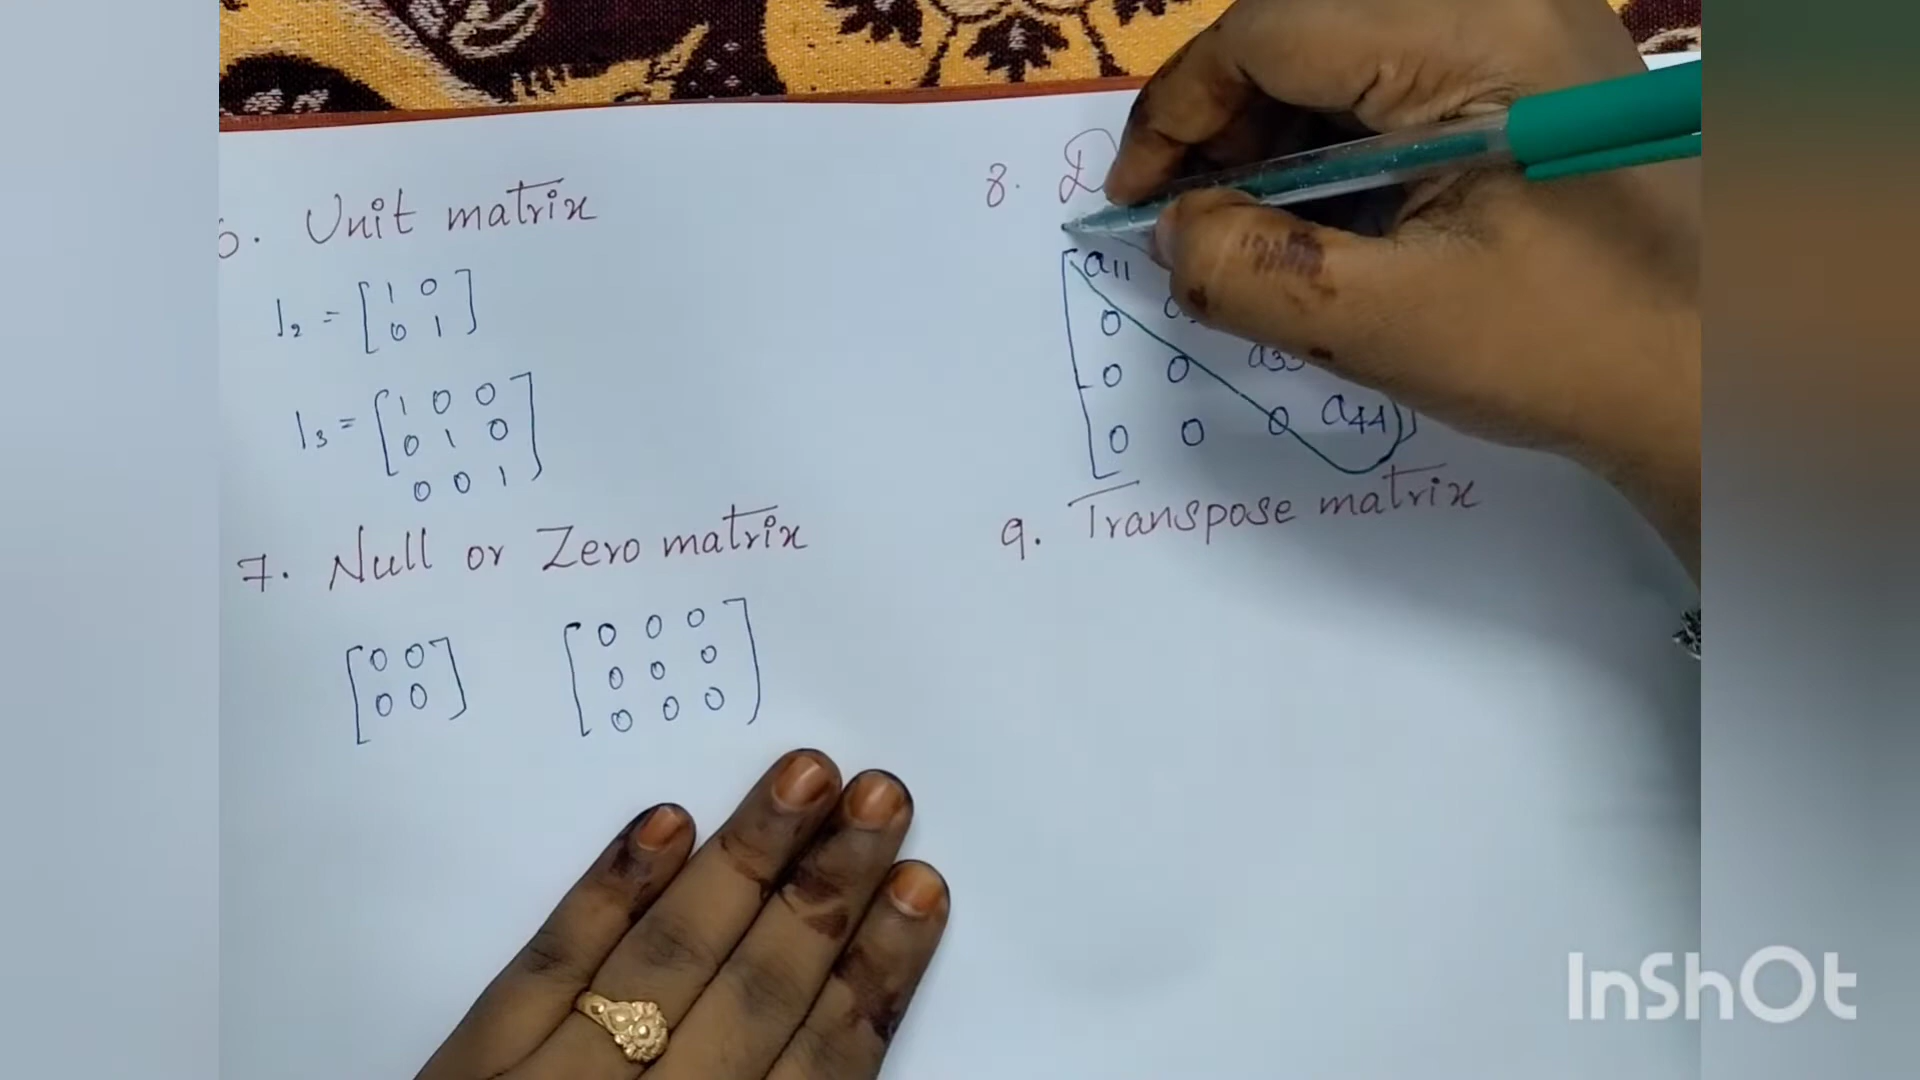 6. Unit matrix
I₂ = [1 0
0 1]
I₃ = [1 0 0
0 1 0
0 0 1]
7. Null or Zero matrix
[0 0
0 0]
[0 0 0
0 0 0
0 0 0]
8. D
[a₁₁
0
0 0 a₃₃
0 0 0 a₄₄]
9. Transpose matrix
InShOt